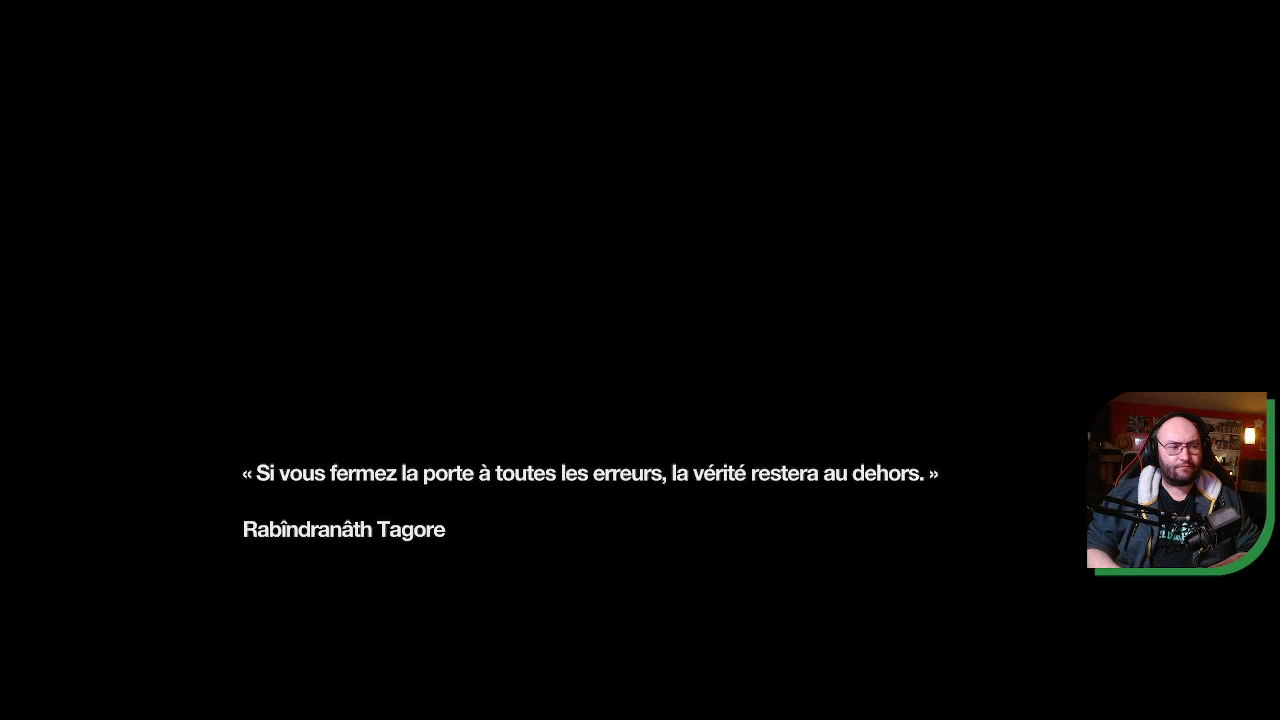 « Si vous fermez la porte à toutes les erreurs, la vérité restera au dehors. »
Rabîndranâth Tagore